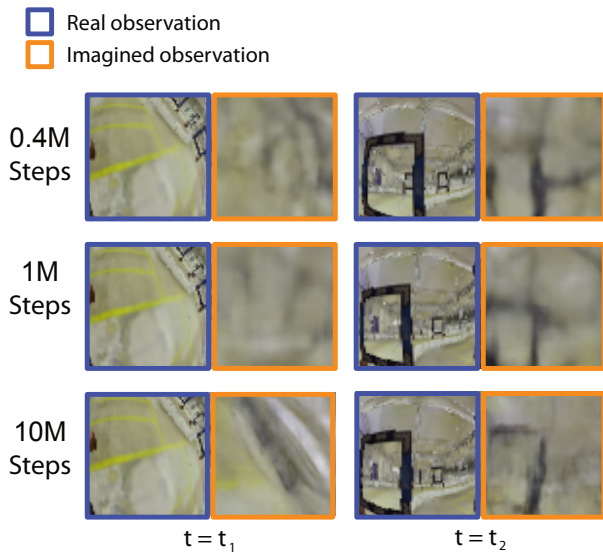 Real observation
Imagined observation
0.4M
Steps
1M
Steps
10M
Steps
t = t1
t = t2